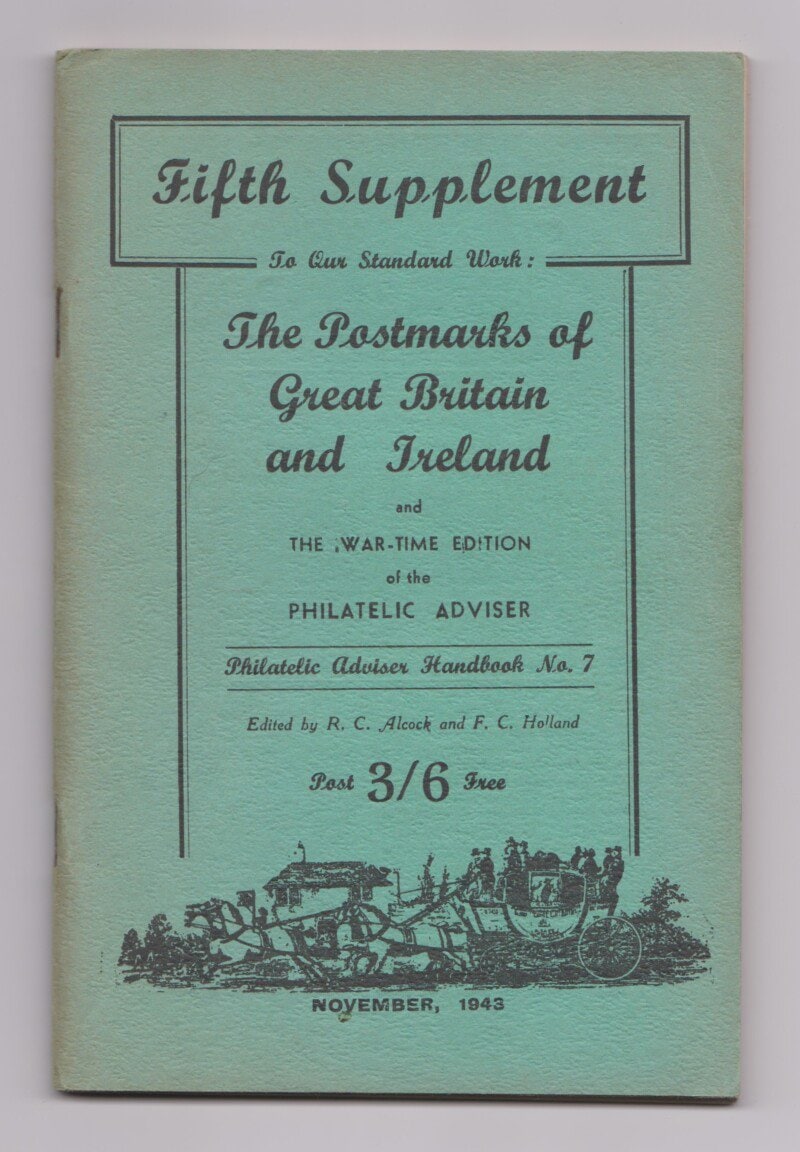 Fifth Supplement
To Our Standard Work:
The Postmarks of
Great Britain
and Ireland
and
THE WAR-TIME EDITION
of the
PHILATELIC ADVISER
Philatelic Adviser Handbook No. 7
Edited by R. C. Alcock and F. C. Holland
Post 3/6 Free
NOVEMBER, 1943